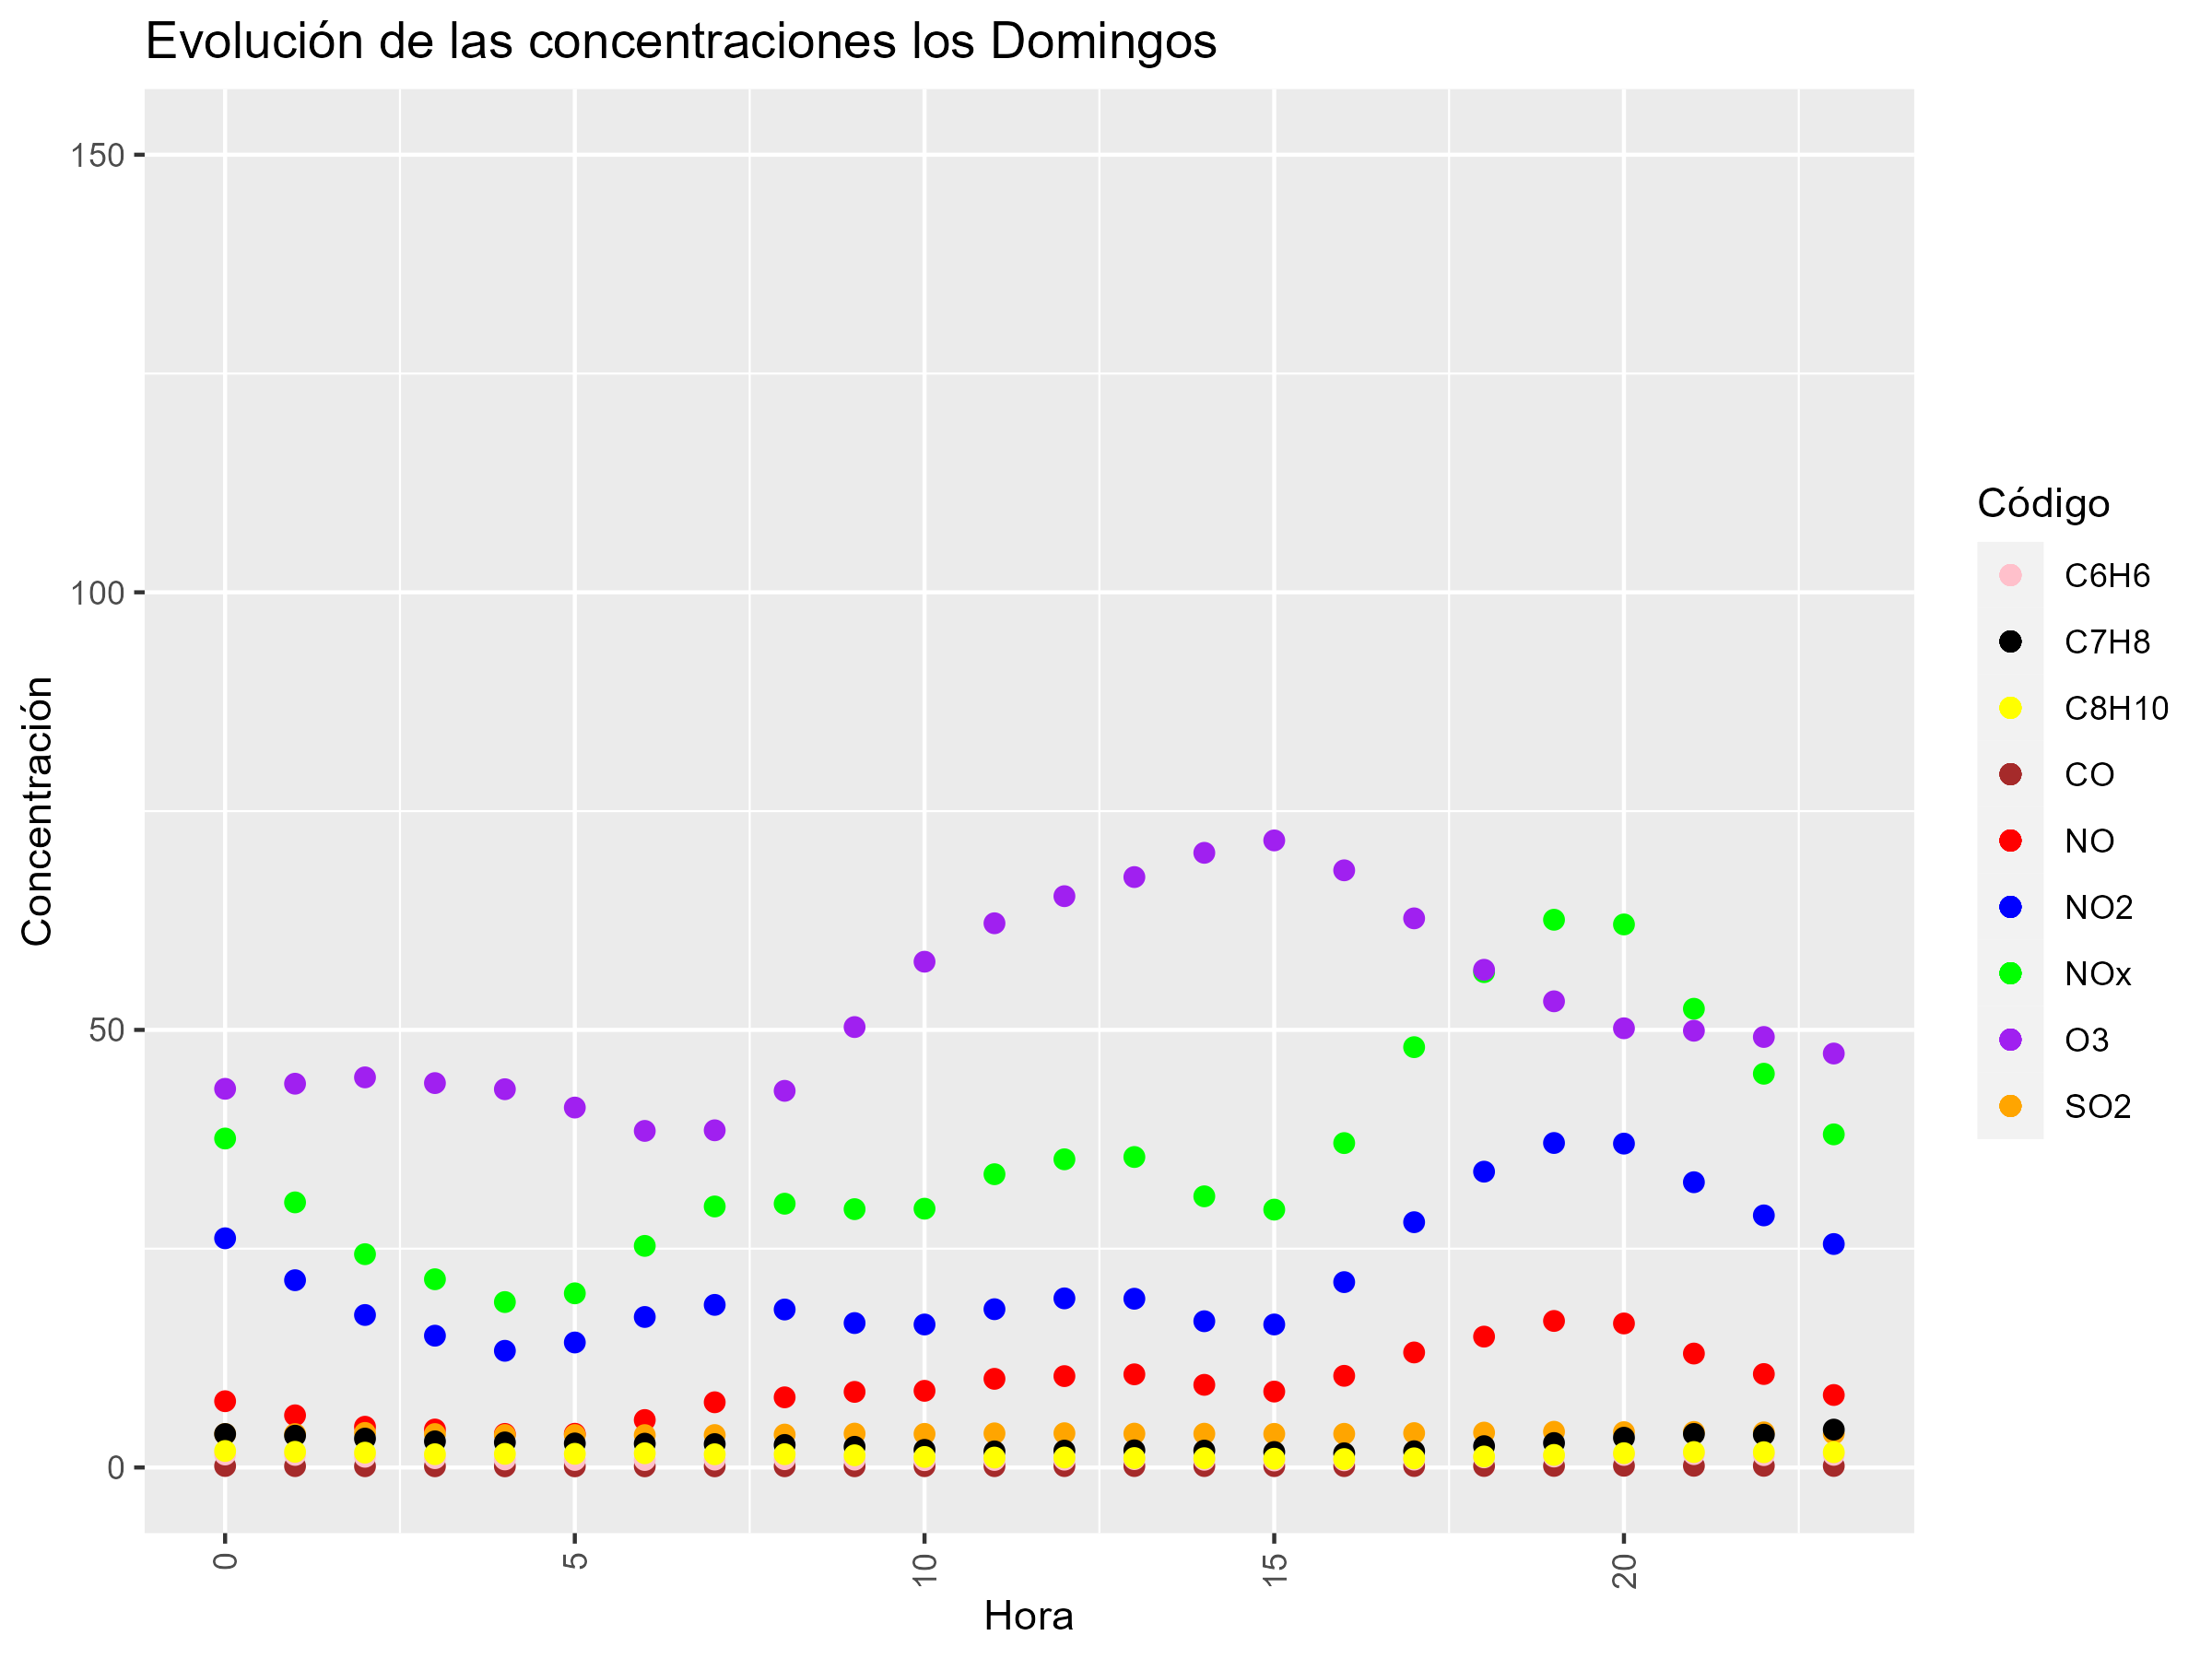 Evolución de las concentraciones los Domingos
Concentración
150
100
50
0
0
5
10
15
20
Hora
Código
C6H6
C7H8
C8H10
CO
NO
NO2
NOx
O3
SO2